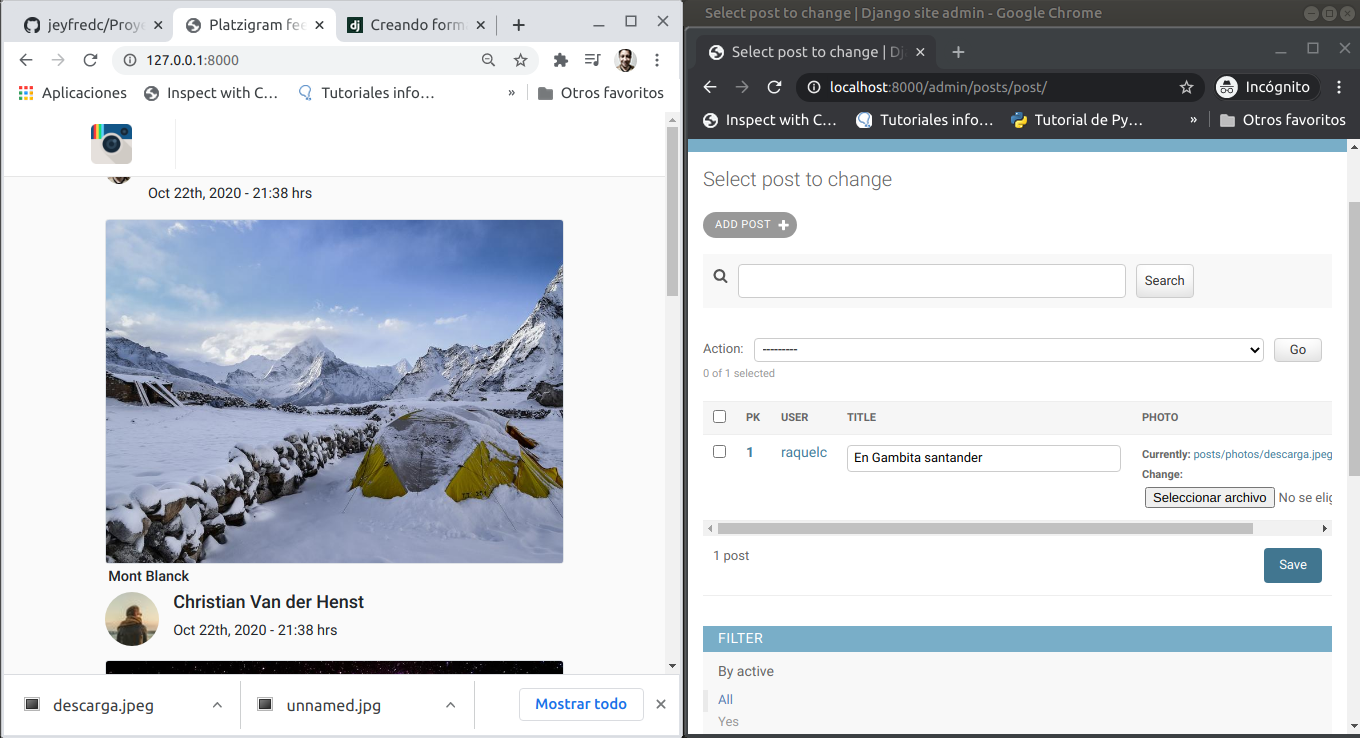 jeyfredc/Proye
Platzigram fee
Creando form
127.0.0.1:8000
Aplicaciones
Inspect with C...
Tutoriales info...
»
Otros favoritos
Oct 22th, 2020 - 21:38 hrs
Mont Blanck
Christian Van der Henst
Oct 22th, 2020 - 21:38 hrs
descarga.jpeg
unnamed.jpg
Mostrar todo
Select post to change | Django site admin - Google Chrome
Select post to change | Dj
localhost:8000/admin/posts/post/
Incógnito
Inspect with C...
Tutoriales info...
Tutorial de Py...
»
Otros favoritos
Select post to change
ADD POST
Search
Action:
---------
Go
0 of 1 selected
PK
USER
TITLE
PHOTO
1
raquelc
En Gambita santander
Currently: posts/photos/descarga.jpeg
Change:
Seleccionar archivo
No se elig
1 post
Save
FILTER
By active
All
Yes